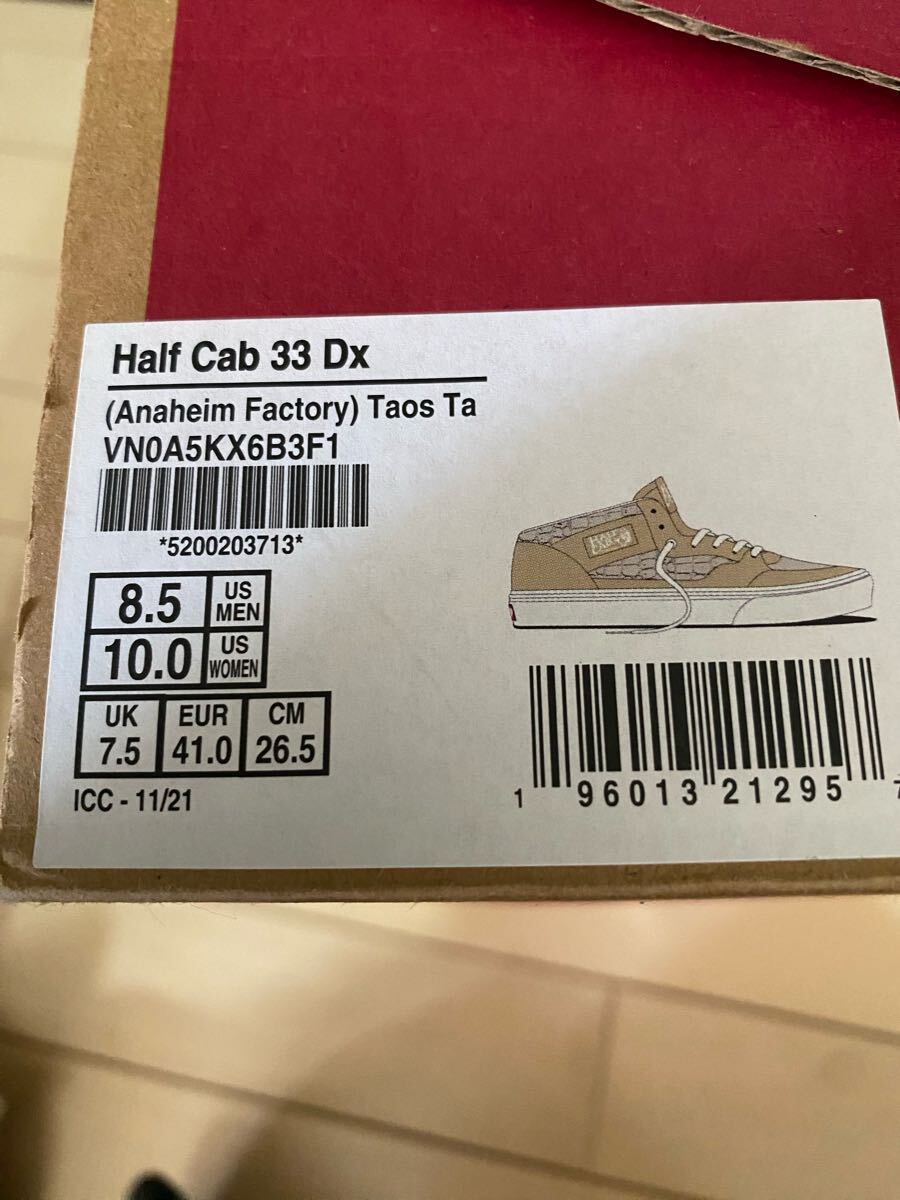 Half Cab 33 Dx
(Anaheim Factory) Taos Ta
VN0A5KX6B3F1
*5200203713*
8.5 US MEN
10.0 US WOMEN
UK EUR CM
7.5 41.0 26.5
ICC - 11/21
1 96013 21295 7